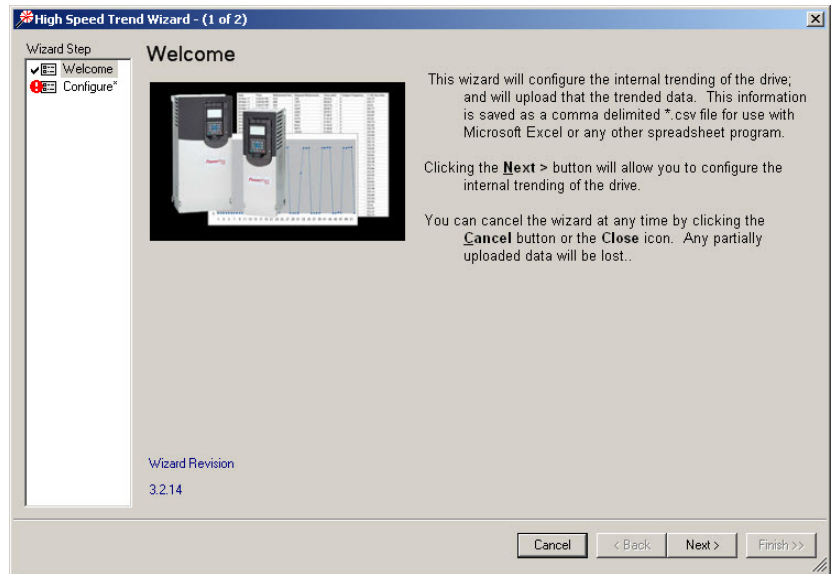 High Speed Trend Wizard - (1 of 2)
Wizard Step
Welcome
Configure*
Welcome
This wizard will configure the internal trending of the drive;
and will upload that the trended data. This information
is saved as a comma delimited *.csv file for use with
Microsoft Excel or any other spreadsheet program.
Clicking the Next > button will allow you to configure the
internal trending of the drive.
You can cancel the wizard at any time by clicking the
Cancel button or the Close icon. Any partially
uploaded data will be lost..
Wizard Revision
3.2.14
Cancel
< Back
Next >
Finish >>